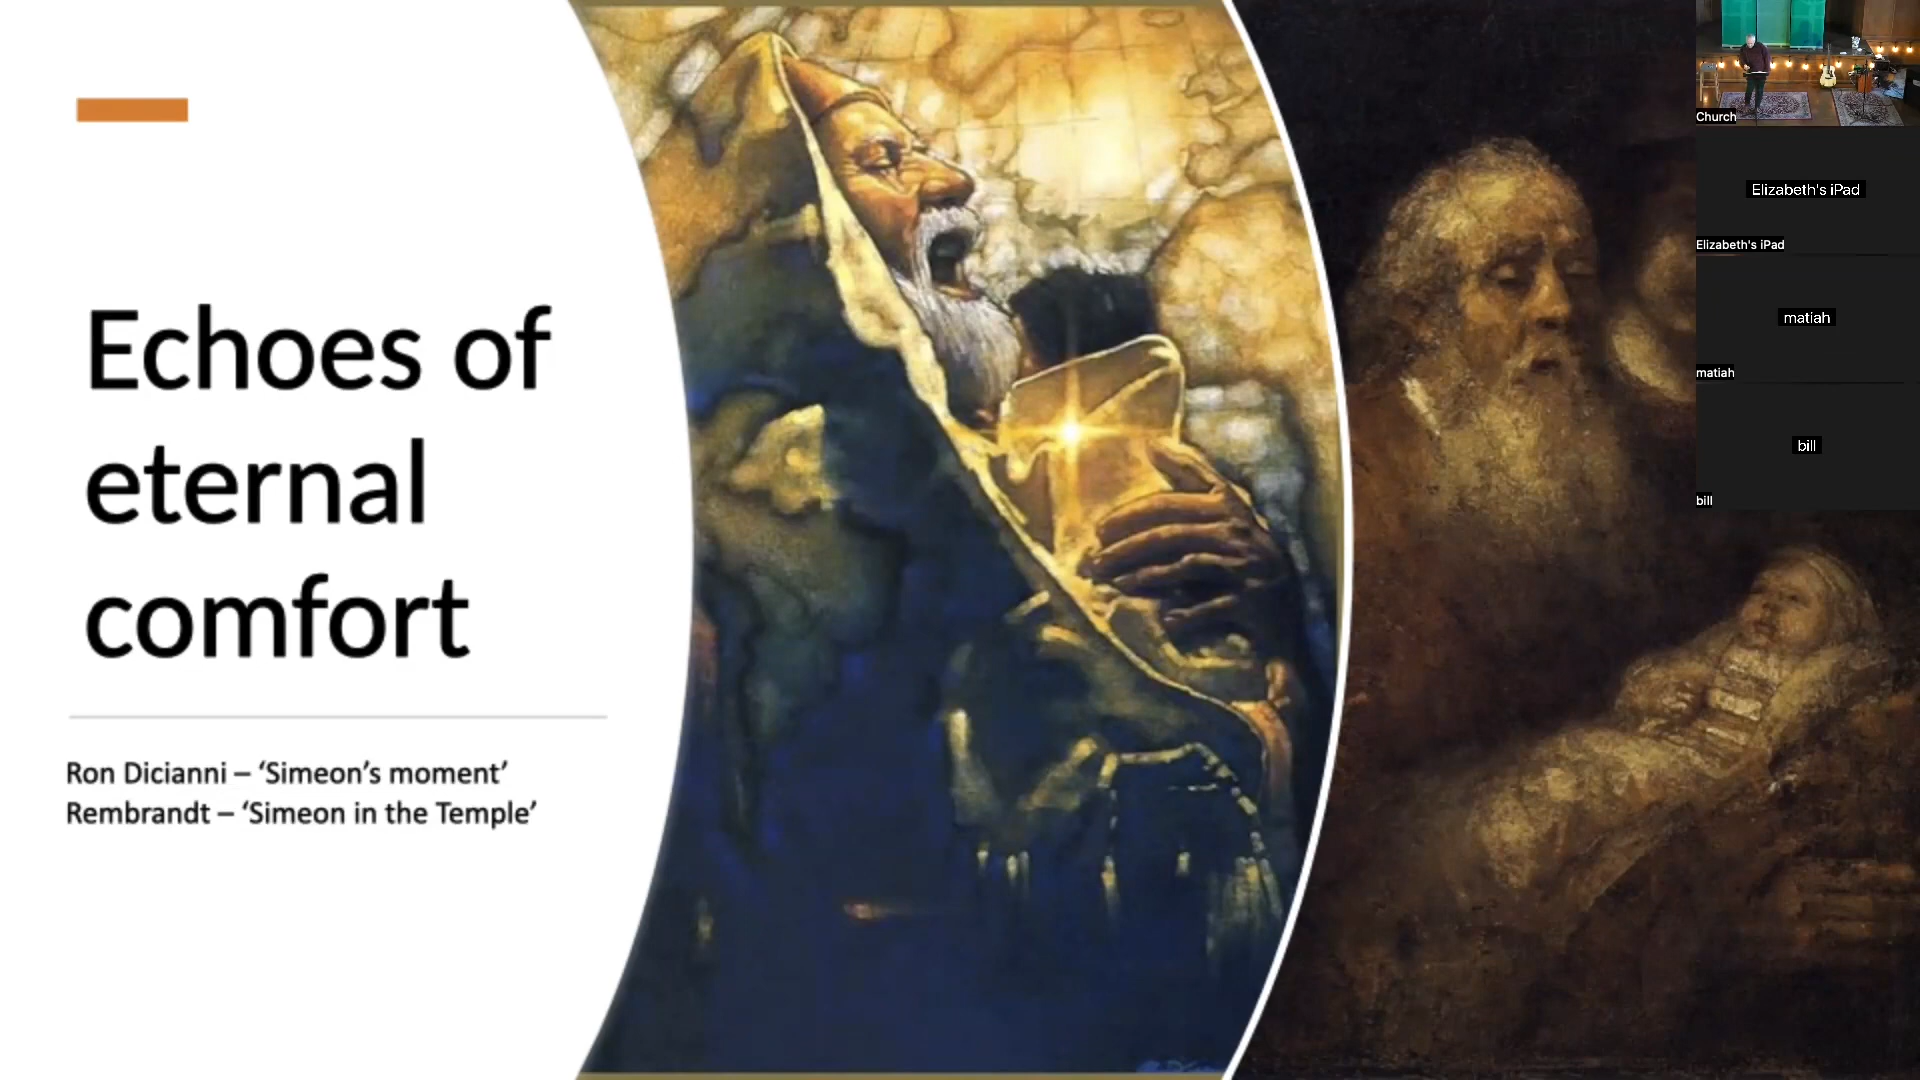 Echoes of
eternal
comfort
Ron Dicianni – ‘Simeon’s moment’
Rembrandt – ‘Simeon in the Temple’
Church
Elizabeth's iPad
Elizabeth's iPad
matiah
matiah
bill
bill